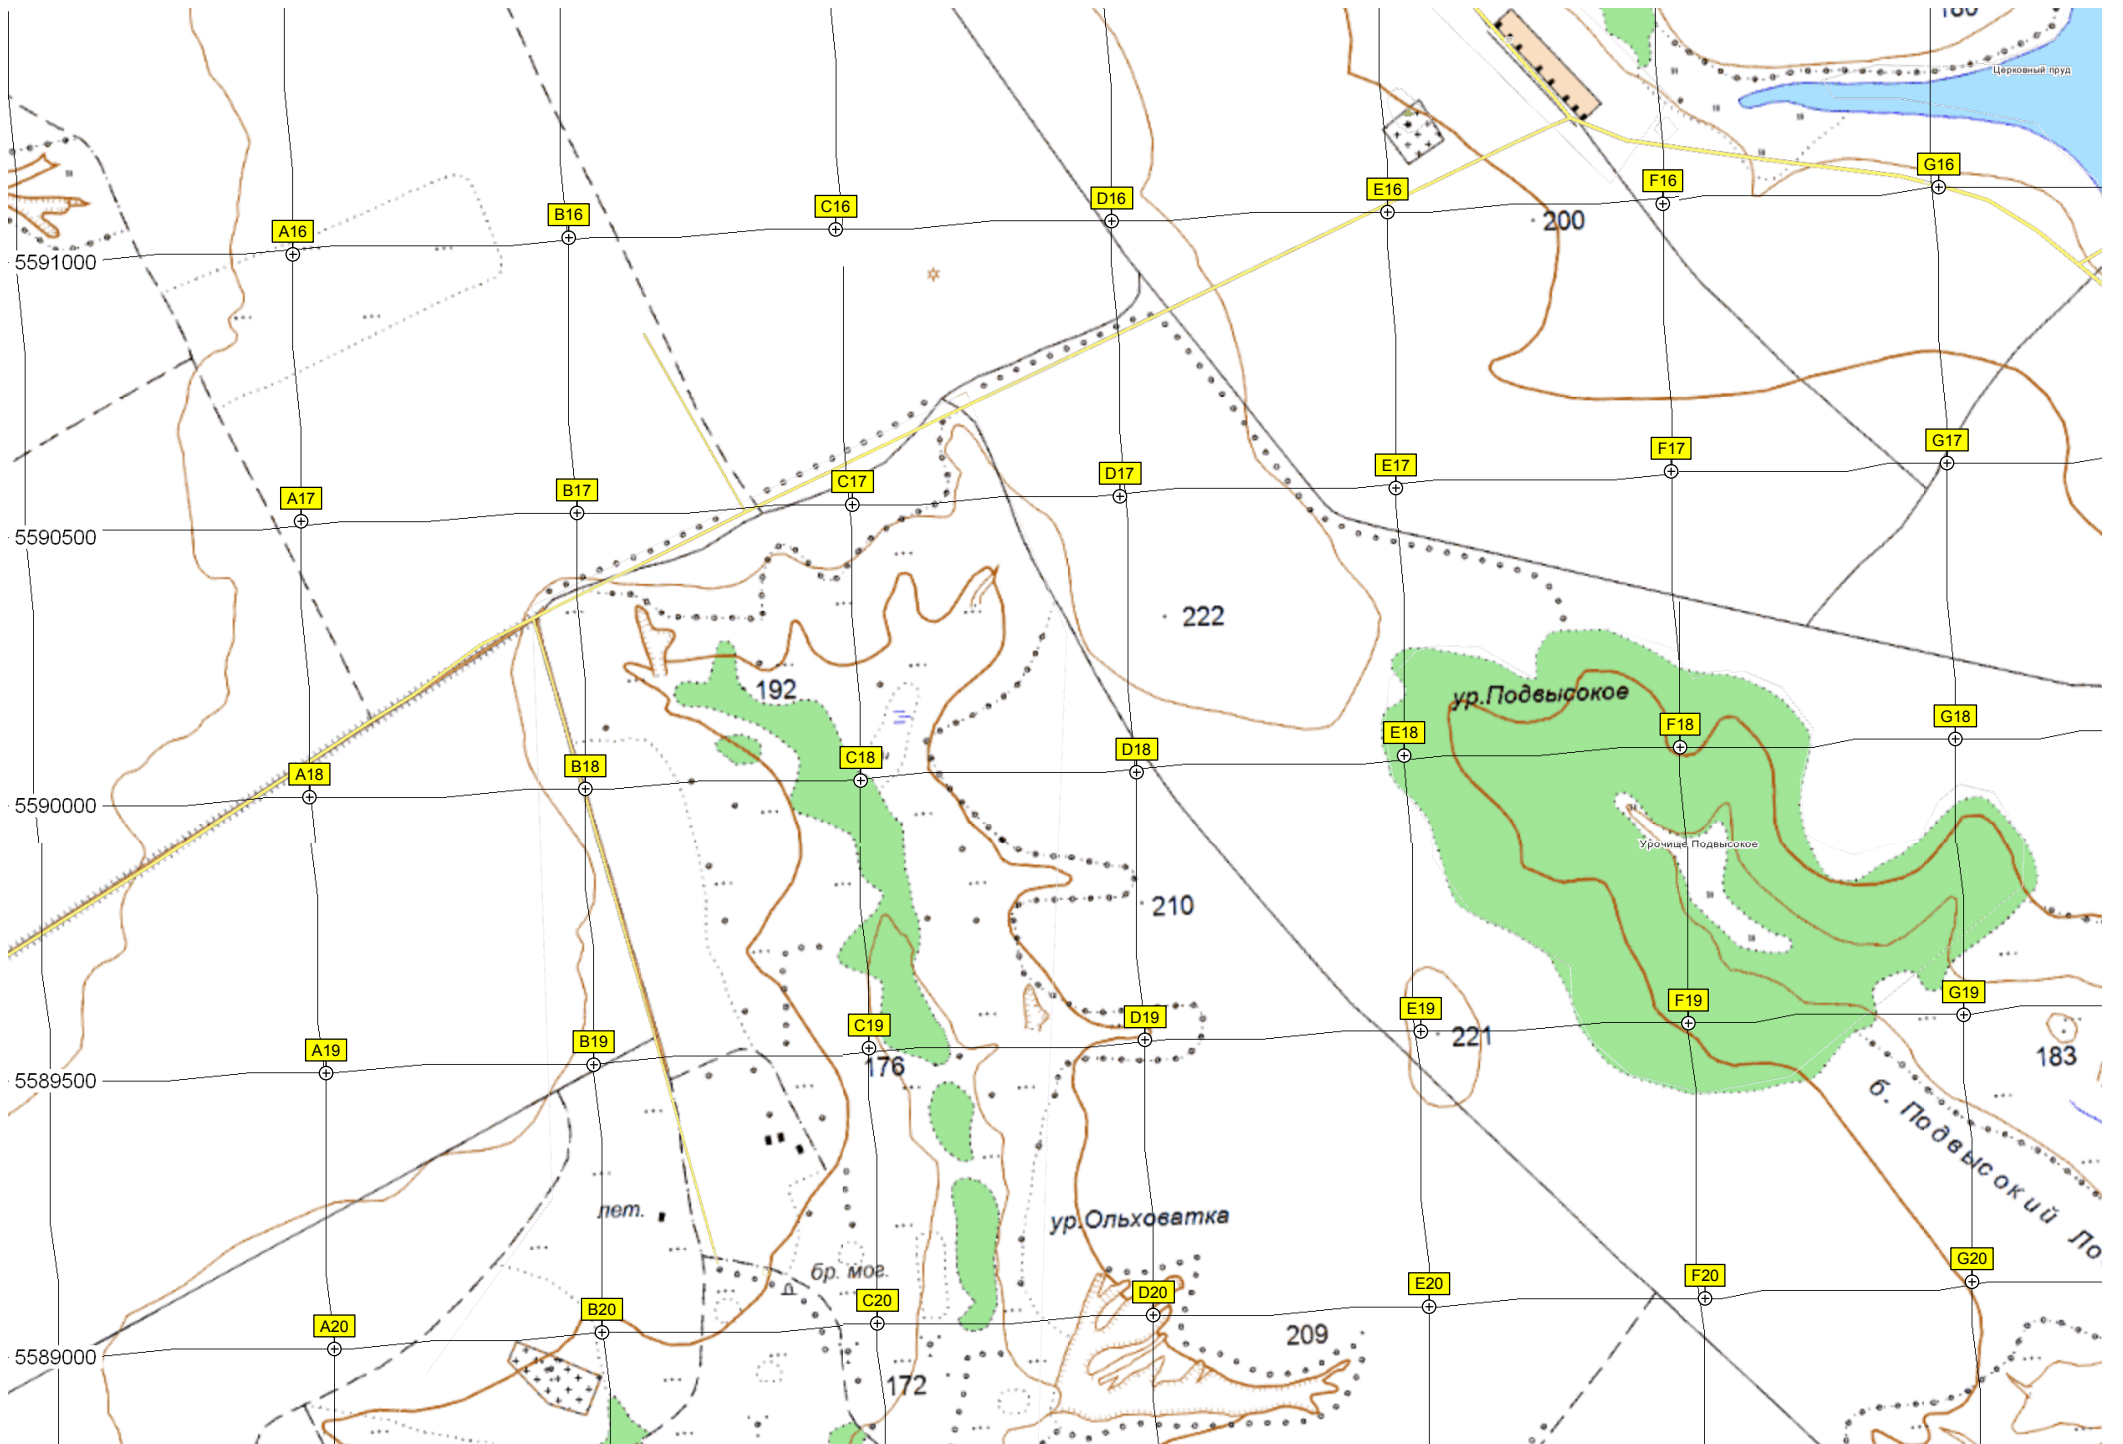 180
Церковный пруд
G16
F16
E16
D16
C16
B16
A16
200
5591000
G17
F17
E17
D17
C17
B17
A17
5590500
222
ур.Подвысокое
192
G18
F18
E18
D18
C18
B18
A18
5590000
Урочище Подвысокое
210
G19
F19
E19
D19
C19
B19
A19
221
183
176
5589500
б. Подвысокий Ло
лет.
ур.Ольховатка
бр. мог.
G20
F20
E20
D20
C20
B20
A20
209
5589000
172